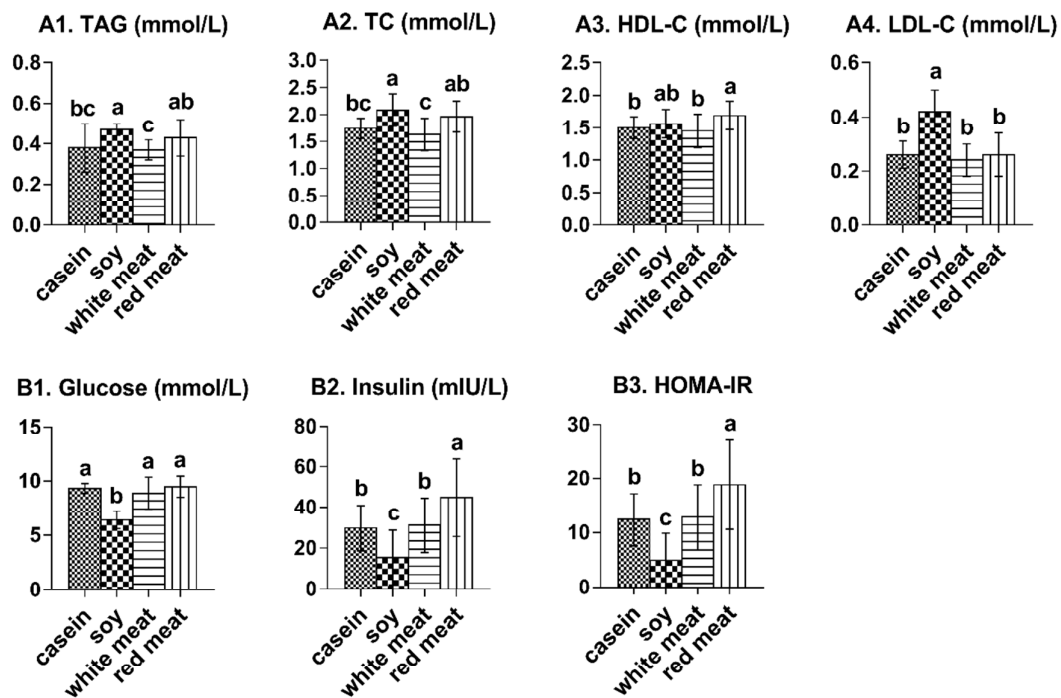 A1. TAG (mmol/L)
0.8
0.6
0.4
0.2
0.0
bc
a
c
ab
casein
soy
white meat
red meat
A2. TC (mmol/L)
3.0
2.5
2.0
1.5
1.0
0.5
0.0
bc
a
c
ab
casein
soy
white meat
red meat
A3. HDL-C (mmol/L)
2.5
2.0
1.5
1.0
0.5
0.0
b
ab
b
a
casein
soy
white meat
red meat
A4. LDL-C (mmol/L)
0.6
0.4
0.2
0.0
b
a
b
b
casein
soy
white meat
red meat
B1. Glucose (mmol/L)
15
10
5
0
a
b
a
a
casein
soy
white meat
red meat
B2. Insulin (mIU/L)
80
60
40
20
0
b
c
b
a
casein
soy
white meat
red meat
B3. HOMA-IR
30
20
10
0
b
c
b
a
casein
soy
white meat
red meat